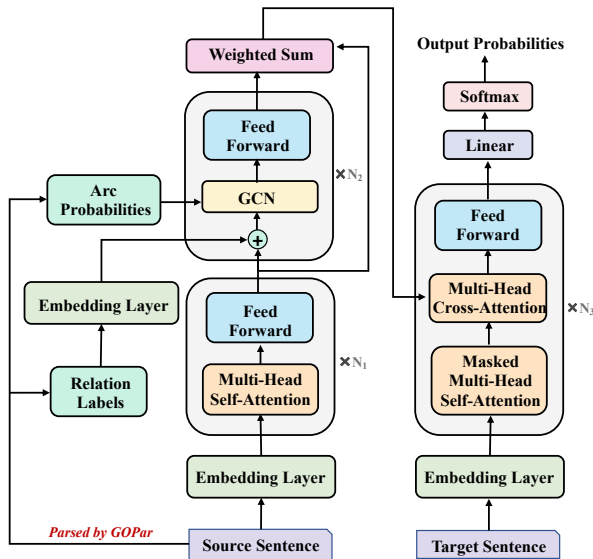 Weighted Sum
Feed
Forward
GCN
×N₂
Arc
Probabilities
+
Embedding Layer
Relation
Labels
Feed
Forward
Multi-Head
Self-Attention
×N₁
Embedding Layer
Parsed by GOPar
Source Sentence
Output Probabilities
Softmax
Linear
Feed
Forward
Multi-Head
Cross-Attention
×N₃
Masked
Multi-Head
Self-Attention
Embedding Layer
Target Sentence